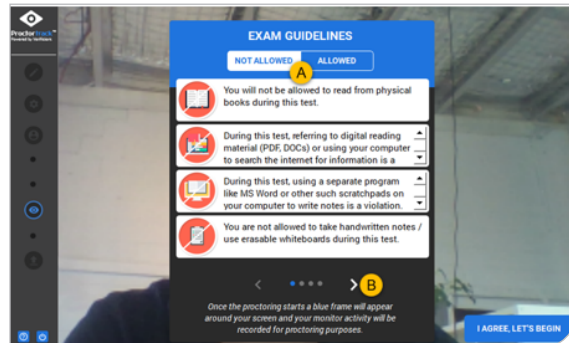 Proctortrack™
Powered by Verificient
EXAM GUIDELINES
NOT ALLOWED
ALLOWED
A
You will not be allowed to read from physical
books during this test.
During this test, referring to digital reading
material (PDF, DOCs) or using your computer
to search the internet for information is a
During this test, using a separate program
like MS Word or other such scratchpads on
your computer to write notes is a violation.
You are not allowed to take handwritten notes /
use erasable whiteboards during this test.
B
Once the proctoring starts a blue frame will appear
around your screen and your monitor activity will be
recorded for proctoring purposes.
I AGREE, LET'S BEGIN